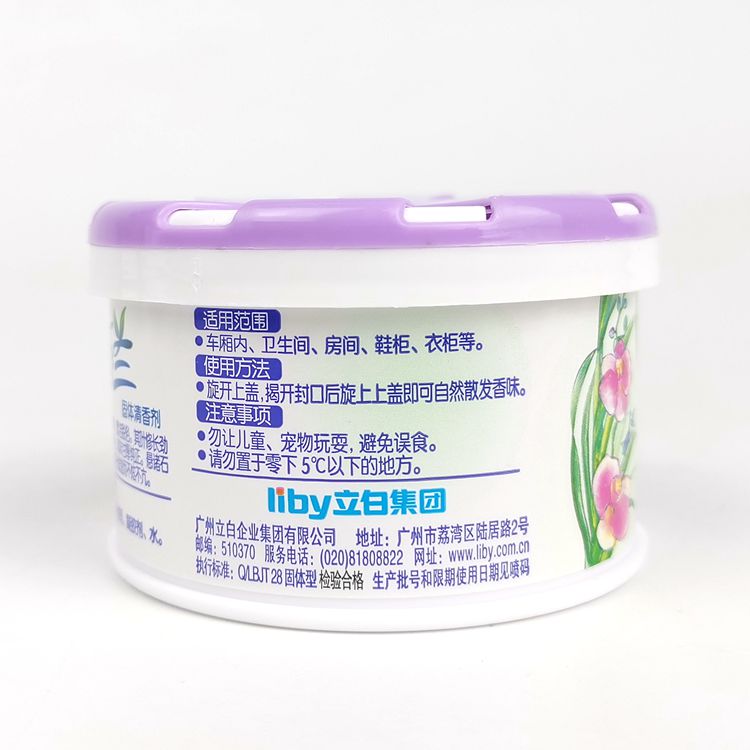 兰
固体清香剂
适用范围
• 车厢内、卫生间、房间、鞋柜、衣柜等。
使用方法
• 旋开上盖,揭开封口后旋上上盖即可自然散发香味。
注意事项
• 勿让儿童、宠物玩耍,避免误食。
• 请勿置于零下5℃以下的地方。
liby立白集团
广州立白企业集团有限公司 地址:广州市荔湾区陆居路2号
邮编:510370 服务电话:(020)81808822 网址:www.liby.com.cn
执行标准:Q/LBJT 28 固体型 检验合格 生产批号和限期使用日期见喷码